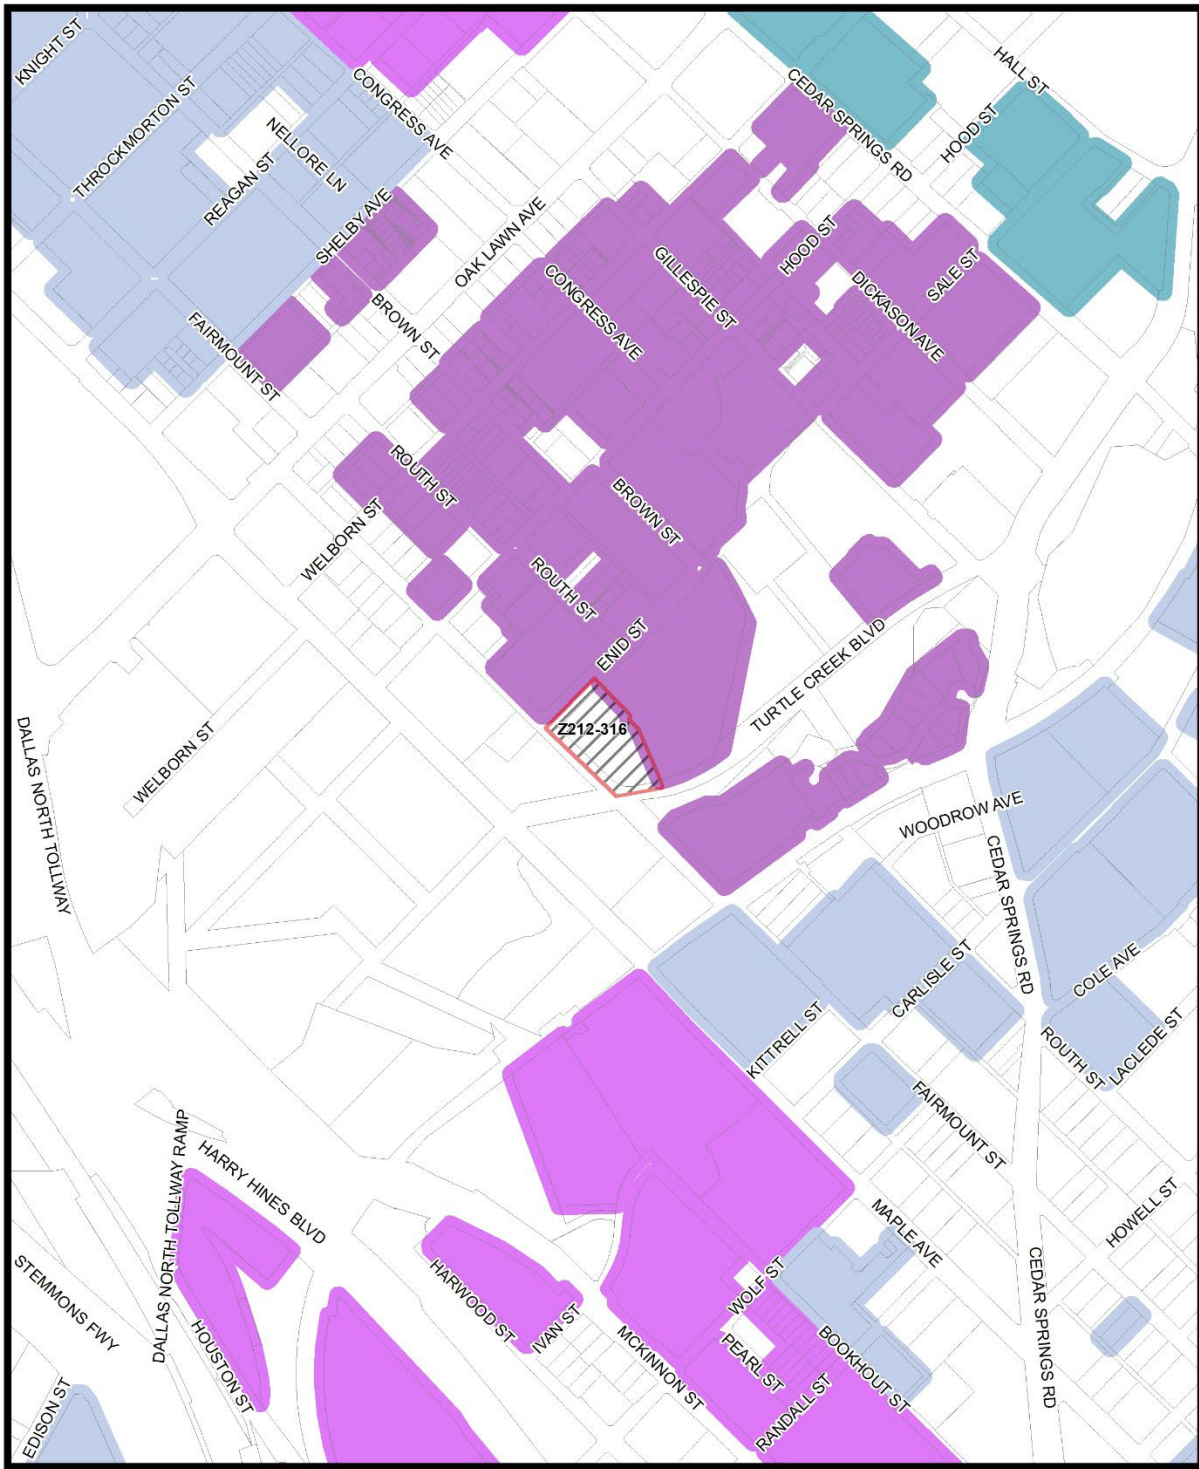 KNIGHT ST
THROCKMORTON ST
CONGRESS AVE
NELLORE LN
REAGAN ST
SHELBY AVE
CEDAR SPRINGS RD
HALL ST
HOOD ST
OAK LAWN AVE
FAIRMOUNT ST
BROWN ST
CONGRESS AVE
GILLESPIE ST
HOOD ST
DICKASON AVE
SALE ST
ROUTH ST
WELBORN ST
BROWN ST
ROUTH ST
ENID ST
TURTLE CREEK BLVD
Z212-316
WELBORN ST
DALLAS NORTH TOLLWAY
WOODROW AVE
CEDAR SPRINGS RD
CARLISLE ST
COLE AVE
KITTRELL ST
ROUTH ST
LACLEDE ST
FAIRMOUNT ST
DALLAS NORTH TOLLWAY RAMP
HARRY HINES BLVD
MAPLE AVE
HOWELL ST
STEMMONS FWY
HARWOOD ST
IVAN ST
WOLF ST
CEDAR SPRINGS RD
HOUSTON ST
MCKINNON ST
PEARL ST
BOOKHOUT ST
RANDALL ST
EDISON ST